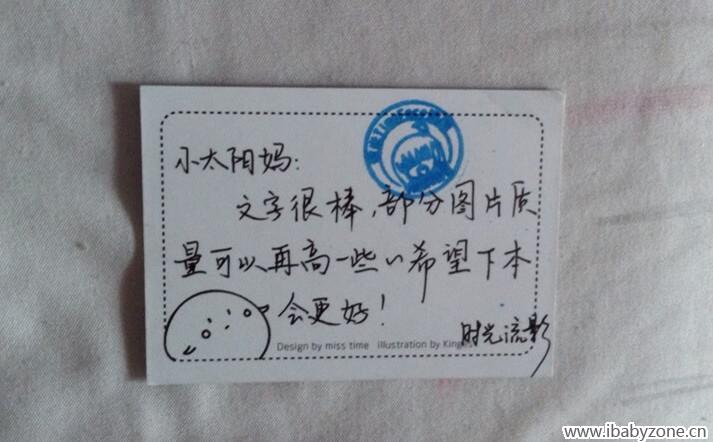 小太阳妈：
文字很棒，部分图片质
量可以再高一些~希望下本
会更好！
时光流影
Design by miss time illustration by
www.ibabyzone.cn